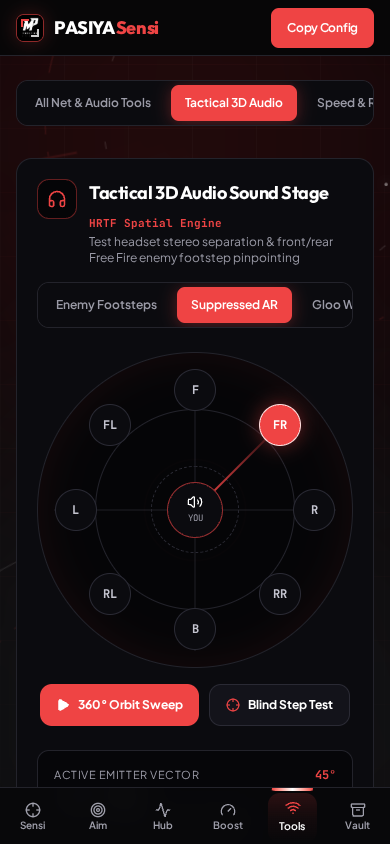 PASIYA Sensi
Copy Config
All Net & Audio Tools
Tactical 3D Audio
Speed & R
Tactical 3D Audio Sound Stage
HRTF Spatial Engine
Test headset stereo separation & front/rear
Free Fire enemy footstep pinpointing
Enemy Footsteps
Suppressed AR
Gloo W
F
FL
FR
L
YOU
R
RL
RR
B
360° Orbit Sweep
Blind Step Test
ACTIVE EMITTER VECTOR
45°
Sensi
Aim
Hub
Boost
Tools
Vault